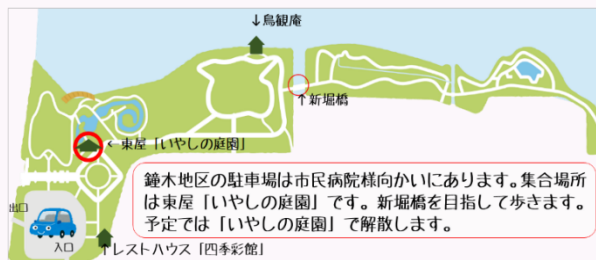 ↓鳥観庵
↑新堀橋
←東屋「いやしの庭園」
鐘木地区の駐車場は市民病院様向かいにあります。集合場所
は東屋「いやしの庭園」です。新堀橋を目指して歩きます。
予定では「いやしの庭園」で解散します。
出口
入口
↑レストハウス「四季彩館」